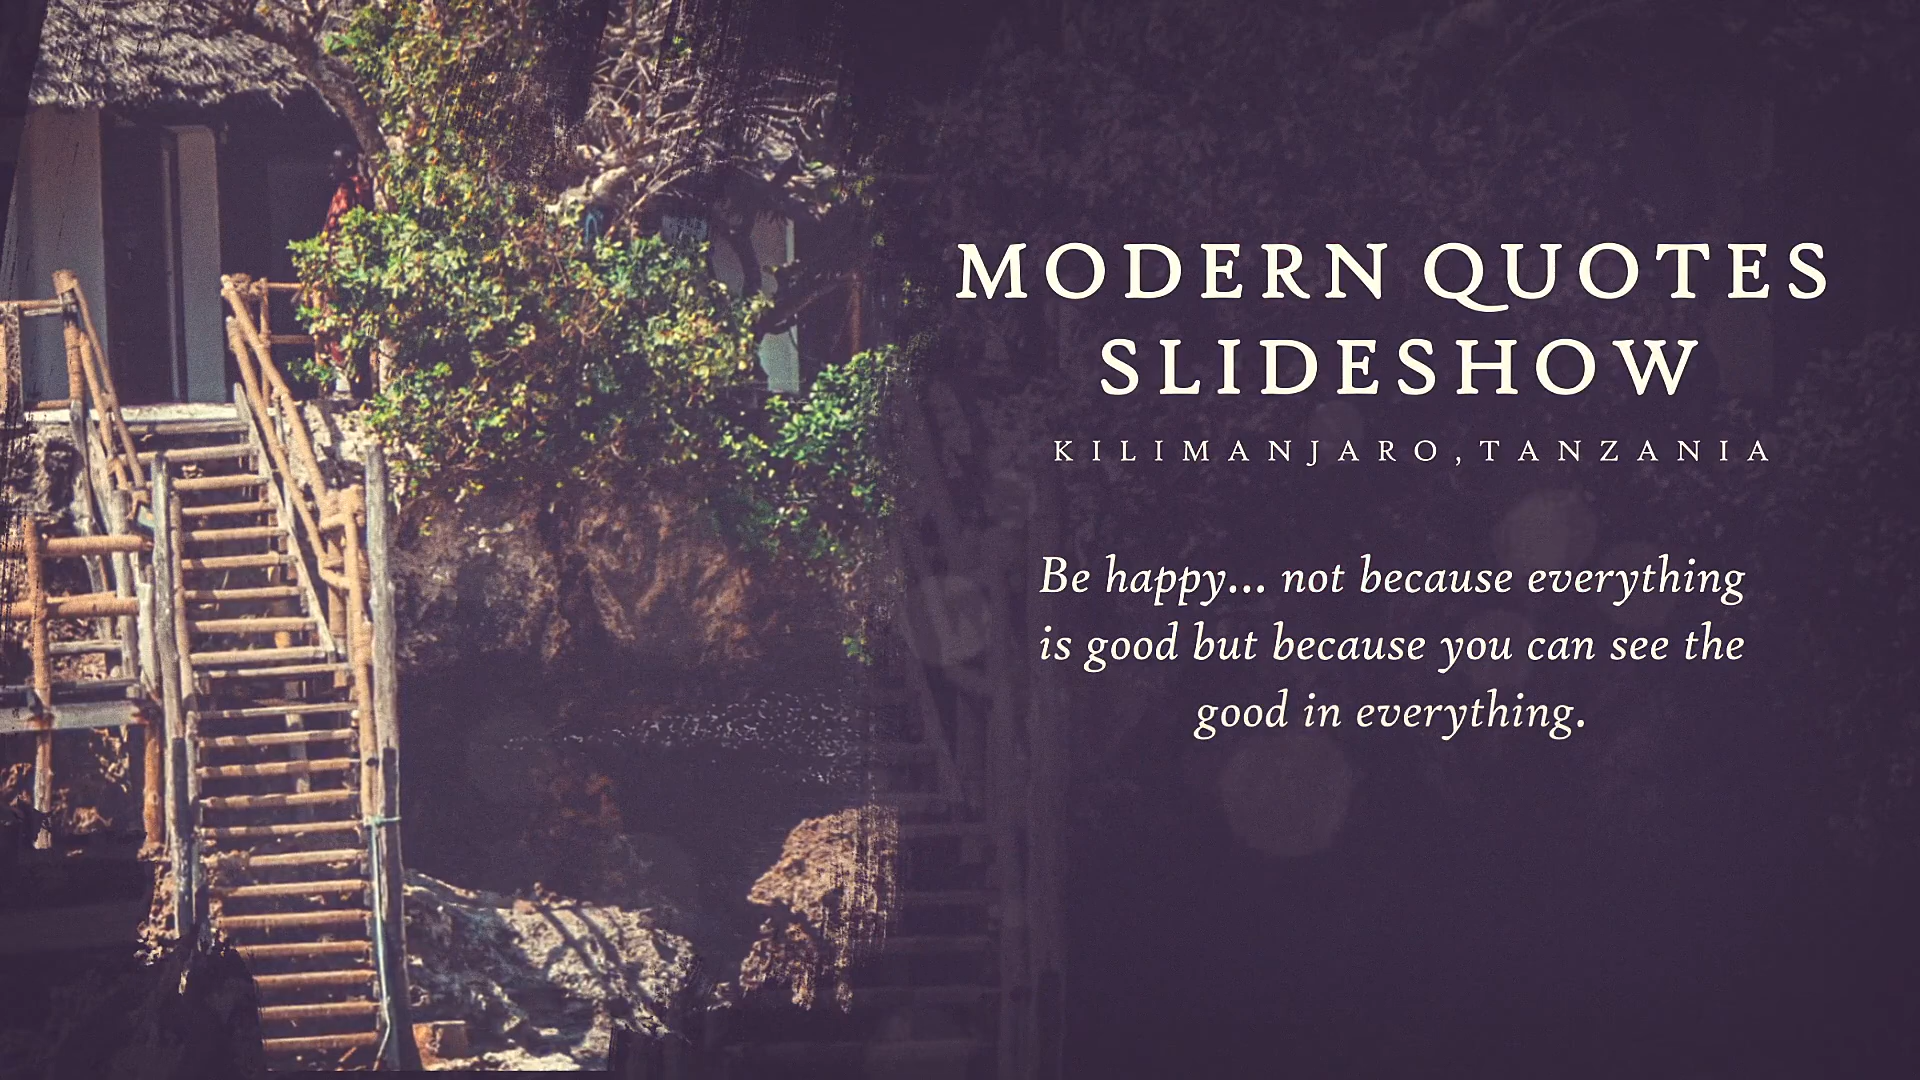 MODERN QUOTES
SLIDESHOW
KILIMANJARO,TANZANIA
Be happy... not because everything
is good but because you can see the
good in everything.